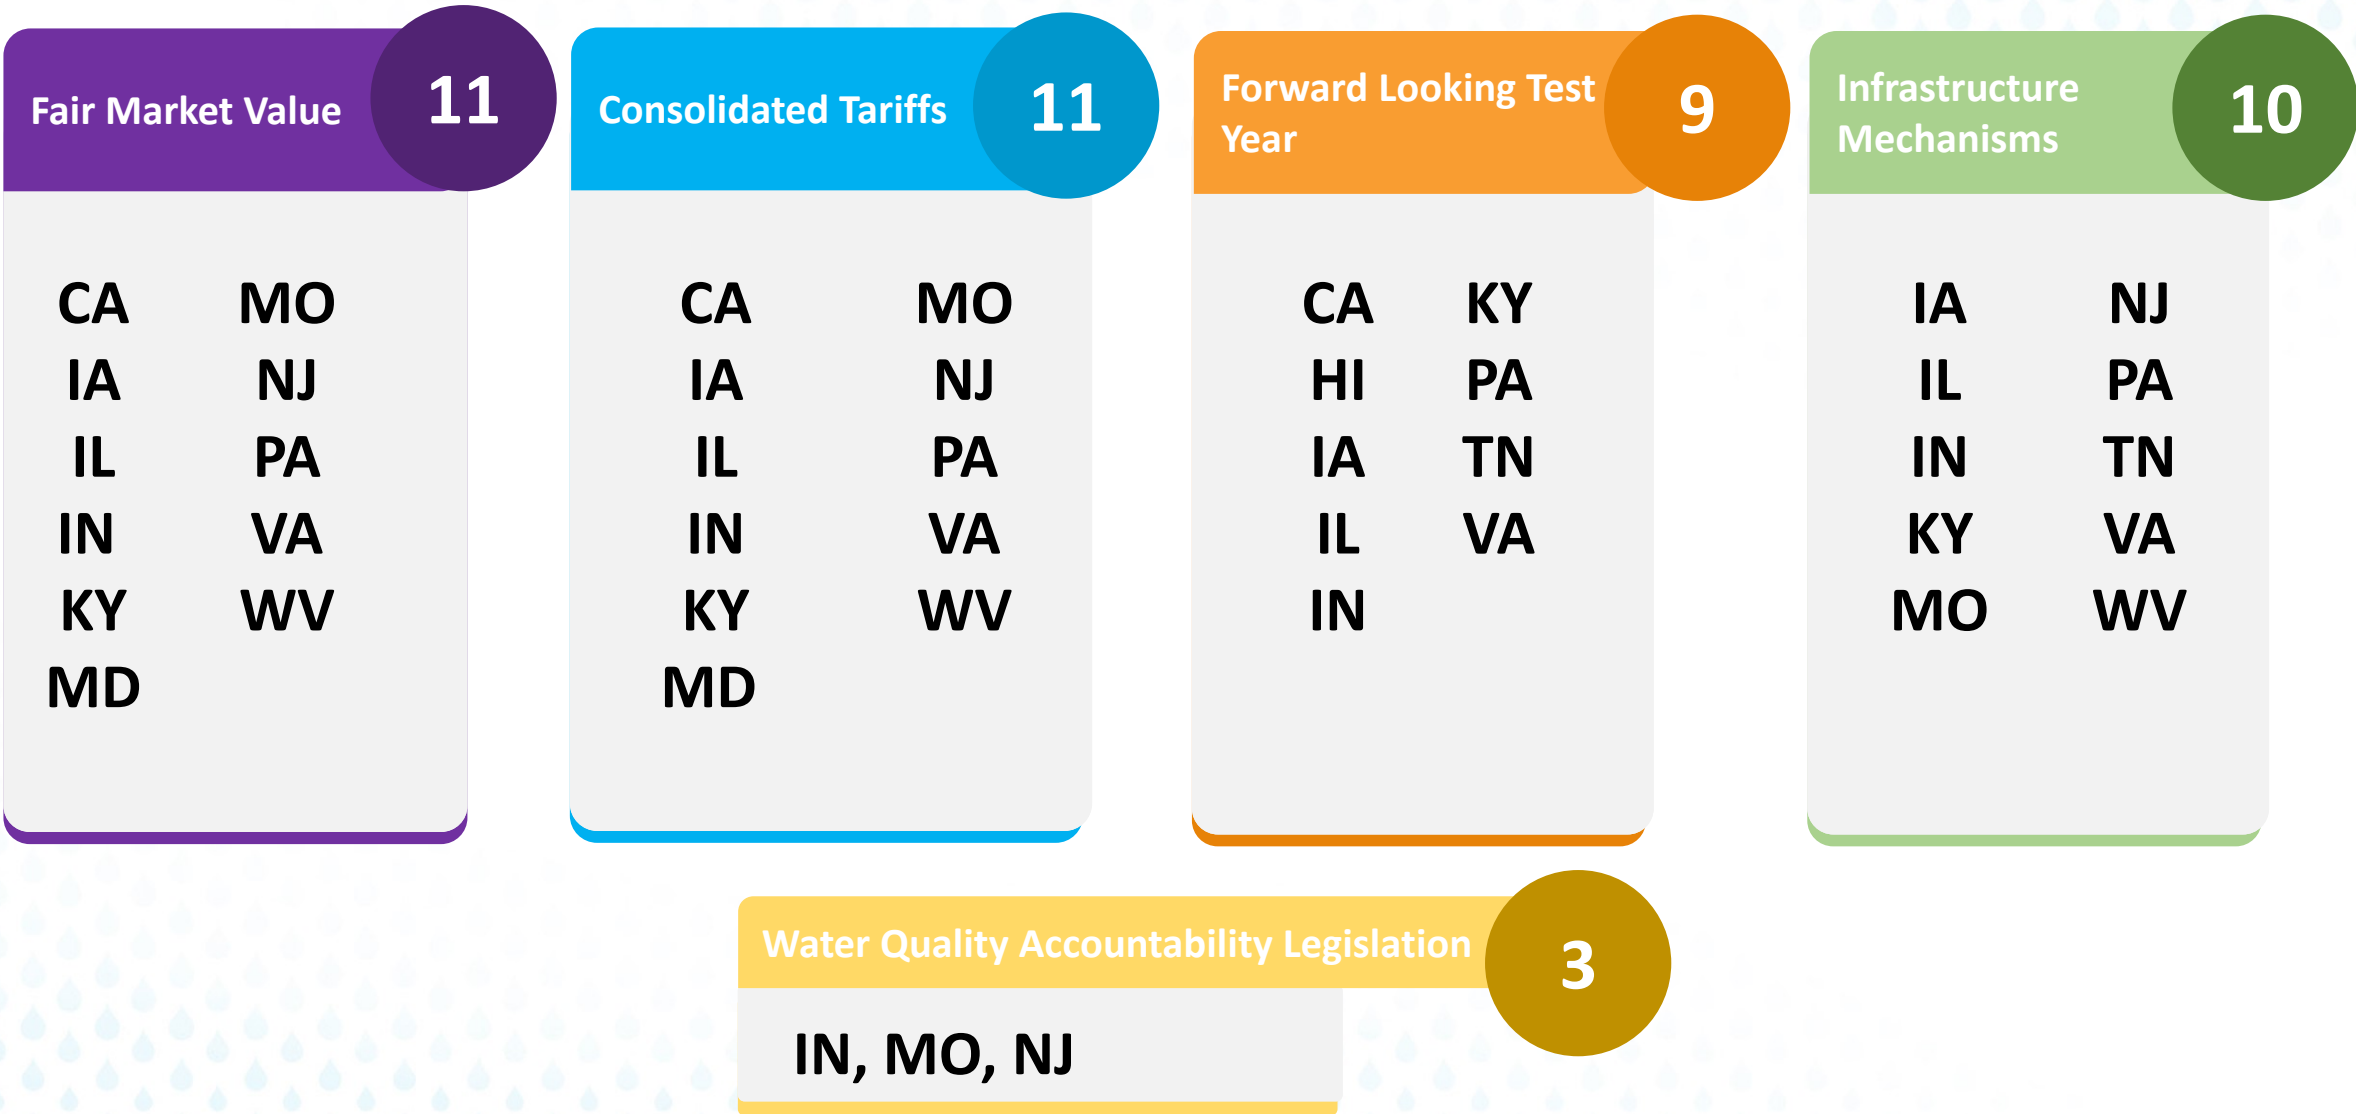 Fair Market Value
11
CA MO
IA NJ
IL PA
IN VA
KY WV
MD
Consolidated Tariffs
11
CA MO
IA NJ
IL PA
IN VA
KY WV
MD
Forward Looking Test
Year
9
CA KY
HI PA
IA TN
IL VA
IN
Infrastructure
Mechanisms
10
IA NJ
IL PA
IN TN
KY VA
MO WV
Water Quality Accountability Legislation
3
IN, MO, NJ